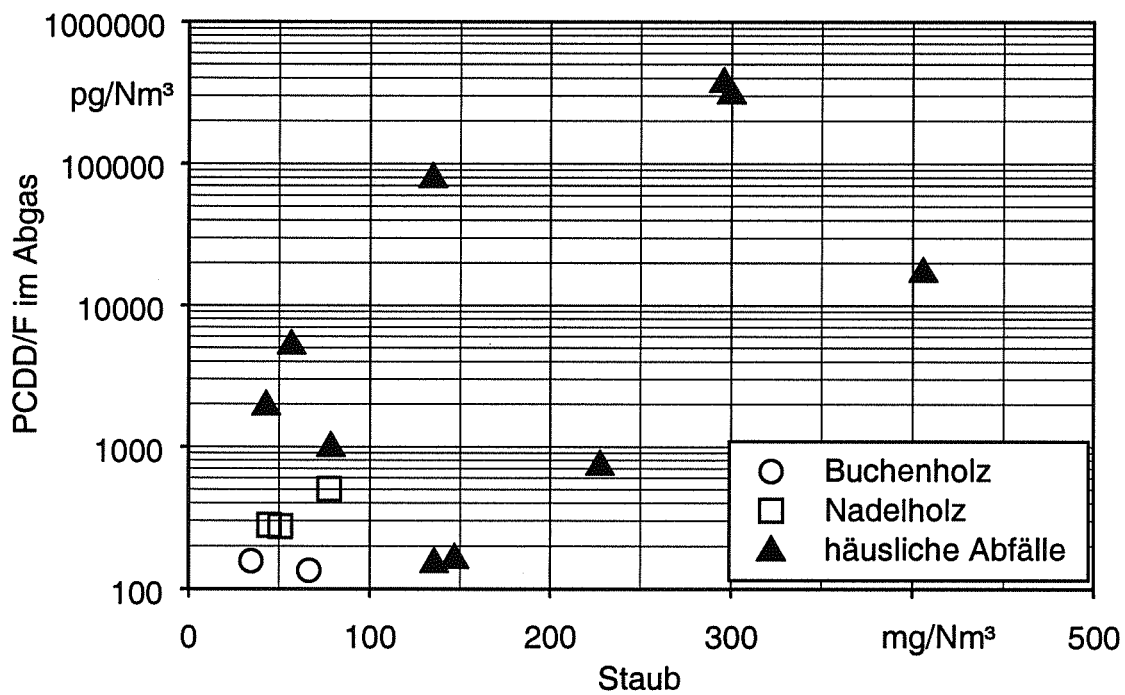 1000000
pg/Nm³
100000
10000
1000
100
PCDD/F im Abgas
0
100
200
300
mg/Nm³
500
Staub
Buchenholz
Nadelholz
häusliche Abfälle